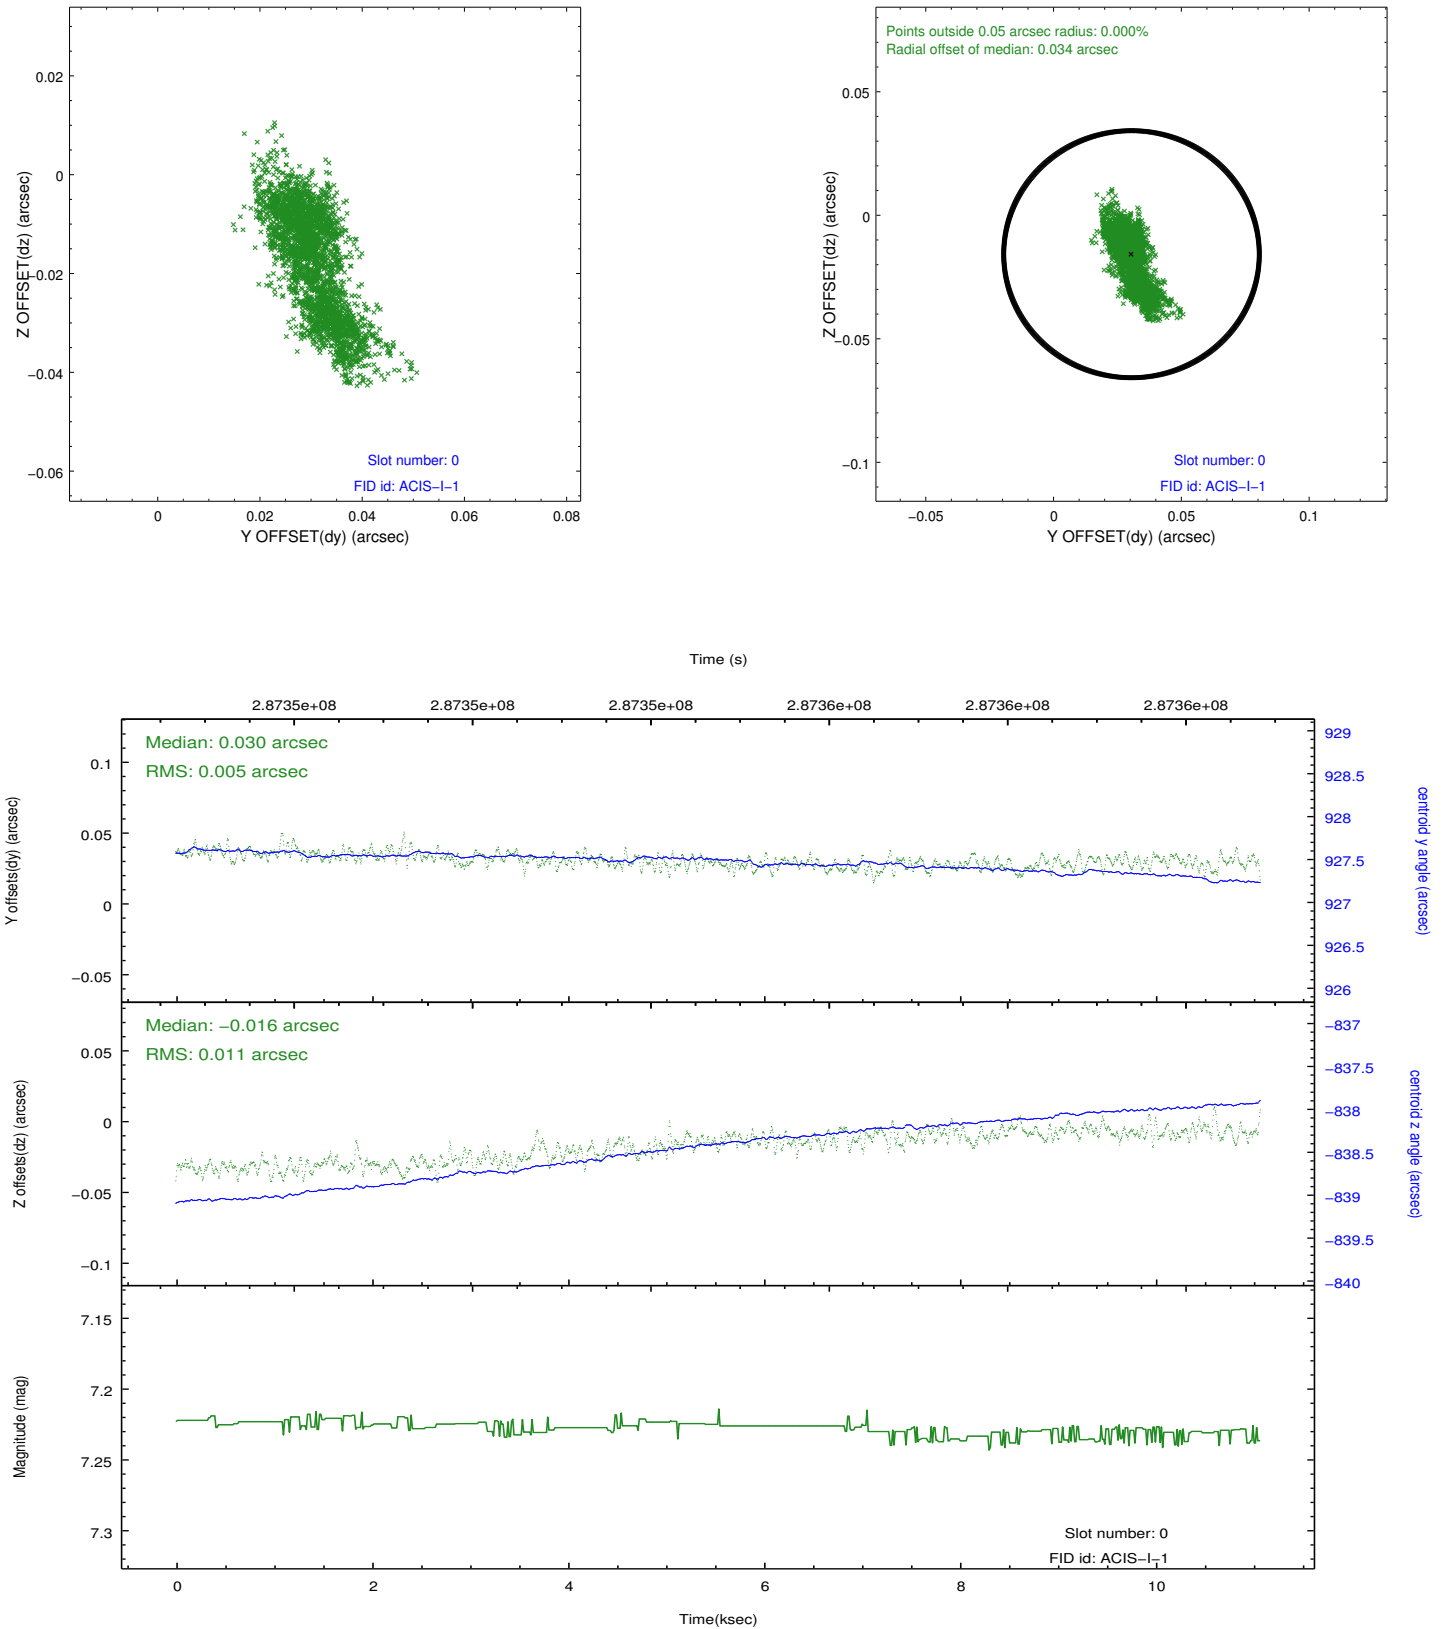 0.02
0
−0.02
−0.04
−0.06
Z OFFSET(dz) (arcsec)
Slot number: 0
FID id: ACIS−I−1
0
0.02
0.04
0.06
0.08
Y OFFSET(dy) (arcsec)
Points outside 0.05 arcsec radius: 0.000%
Radial offset of median: 0.034 arcsec
0.05
0
−0.05
−0.1
Z OFFSET(dz) (arcsec)
Slot number: 0
FID id: ACIS−I−1
−0.05
0
0.05
0.1
Y OFFSET(dy) (arcsec)
Time (s)
2.8735e+08
2.8735e+08
2.8735e+08
2.8736e+08
2.8736e+08
2.8736e+08
Median: 0.030 arcsec
RMS: 0.005 arcsec
0.1
0.05
0
−0.05
Y offsets(dy) (arcsec)
929
928.5
928
927.5
927
926.5
926
centroid y angle (arcsec)
Median: −0.016 arcsec
RMS: 0.011 arcsec
0.05
0
−0.05
−0.1
Z offsets(dz) (arcsec)
−837
−837.5
−838
−838.5
−839
−839.5
−840
centroid z angle (arcsec)
7.15
7.2
7.25
7.3
Magnitude (mag)
Slot number: 0
FID id: ACIS−I−1
0
2
4
6
8
10
Time(ksec)